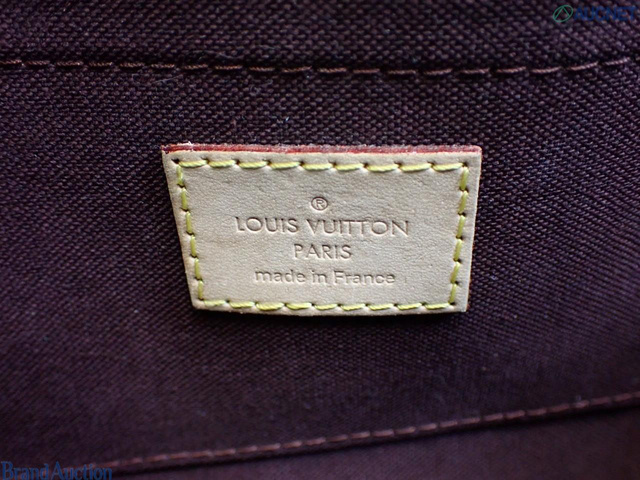 ®
LOUIS VUITTON
PARIS
made in France
Brand Auction